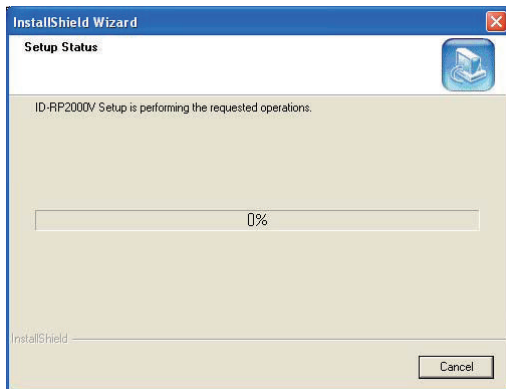 InstallShield Wizard
Setup Status
ID-RP2000V Setup is performing the requested operations.
0%
InstallShield
Cancel